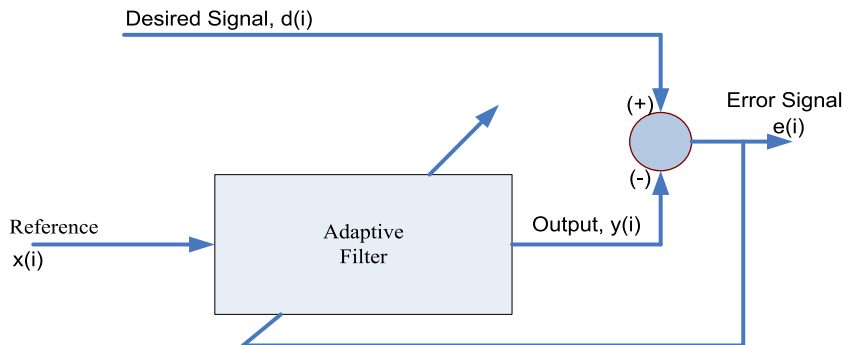 Desired Signal, d(i)
(+)
Error Signal
e(i)
(-)
Reference
x(i)
Adaptive
Filter
Output, y(i)